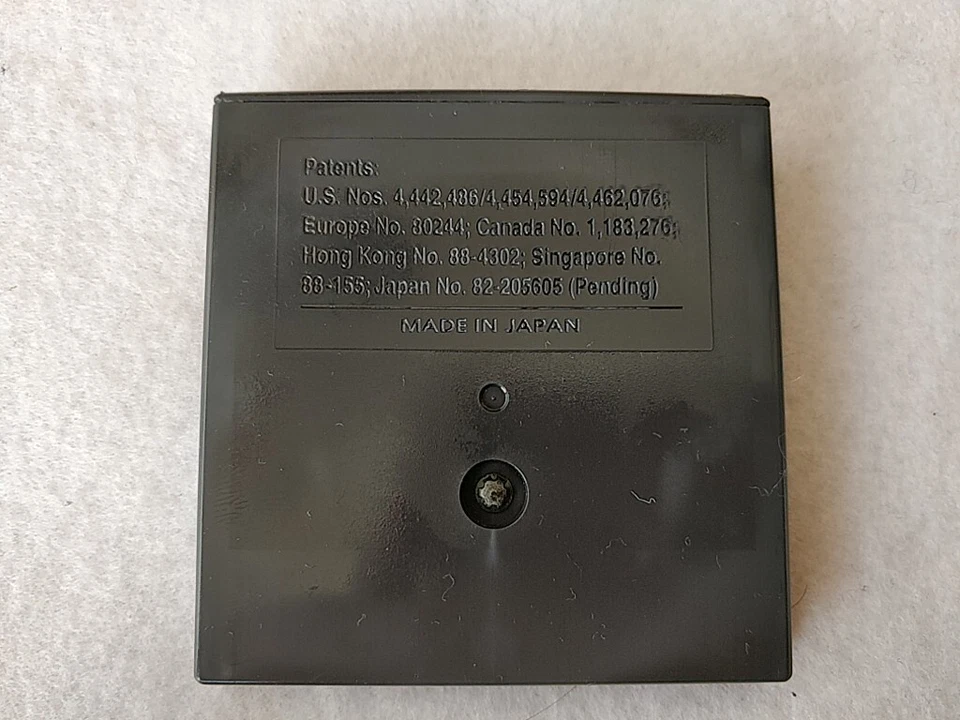 Patents:
U.S. Nos. 4,442,486/4,454,594/4,462,076;
Europe No. 80244; Canada No. 1,183,276;
Hong Kong No. 88-4302; Singapore No.
88-155; Japan No. 82-205605 (Pending)
MADE IN JAPAN